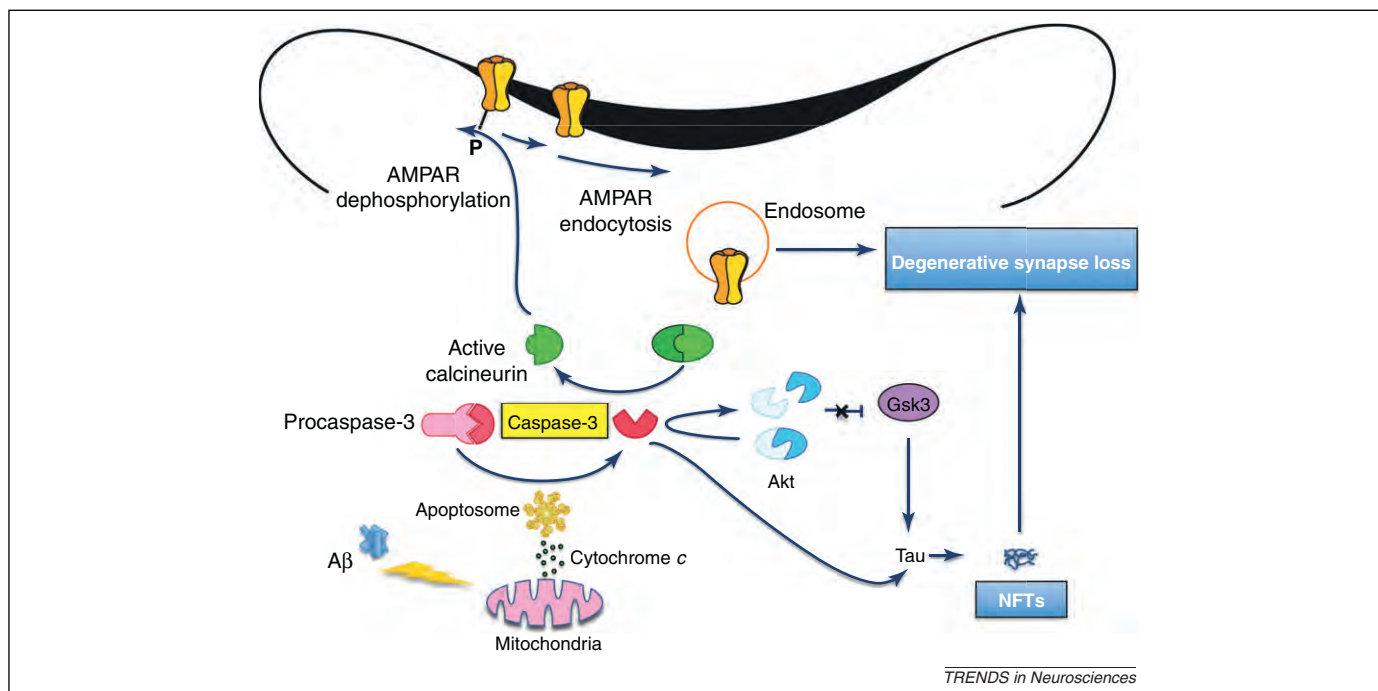 P
AMPAR
dephosphorylation
AMPAR
endocytosis
Endosome
Degenerative synapse loss
Active
calcineurin
Procaspase-3
Caspase-3
Gsk3
Akt
Apoptosome
Aβ
Cytochrome c
Tau
NFTs
Mitochondria
TRENDS in Neurosciences